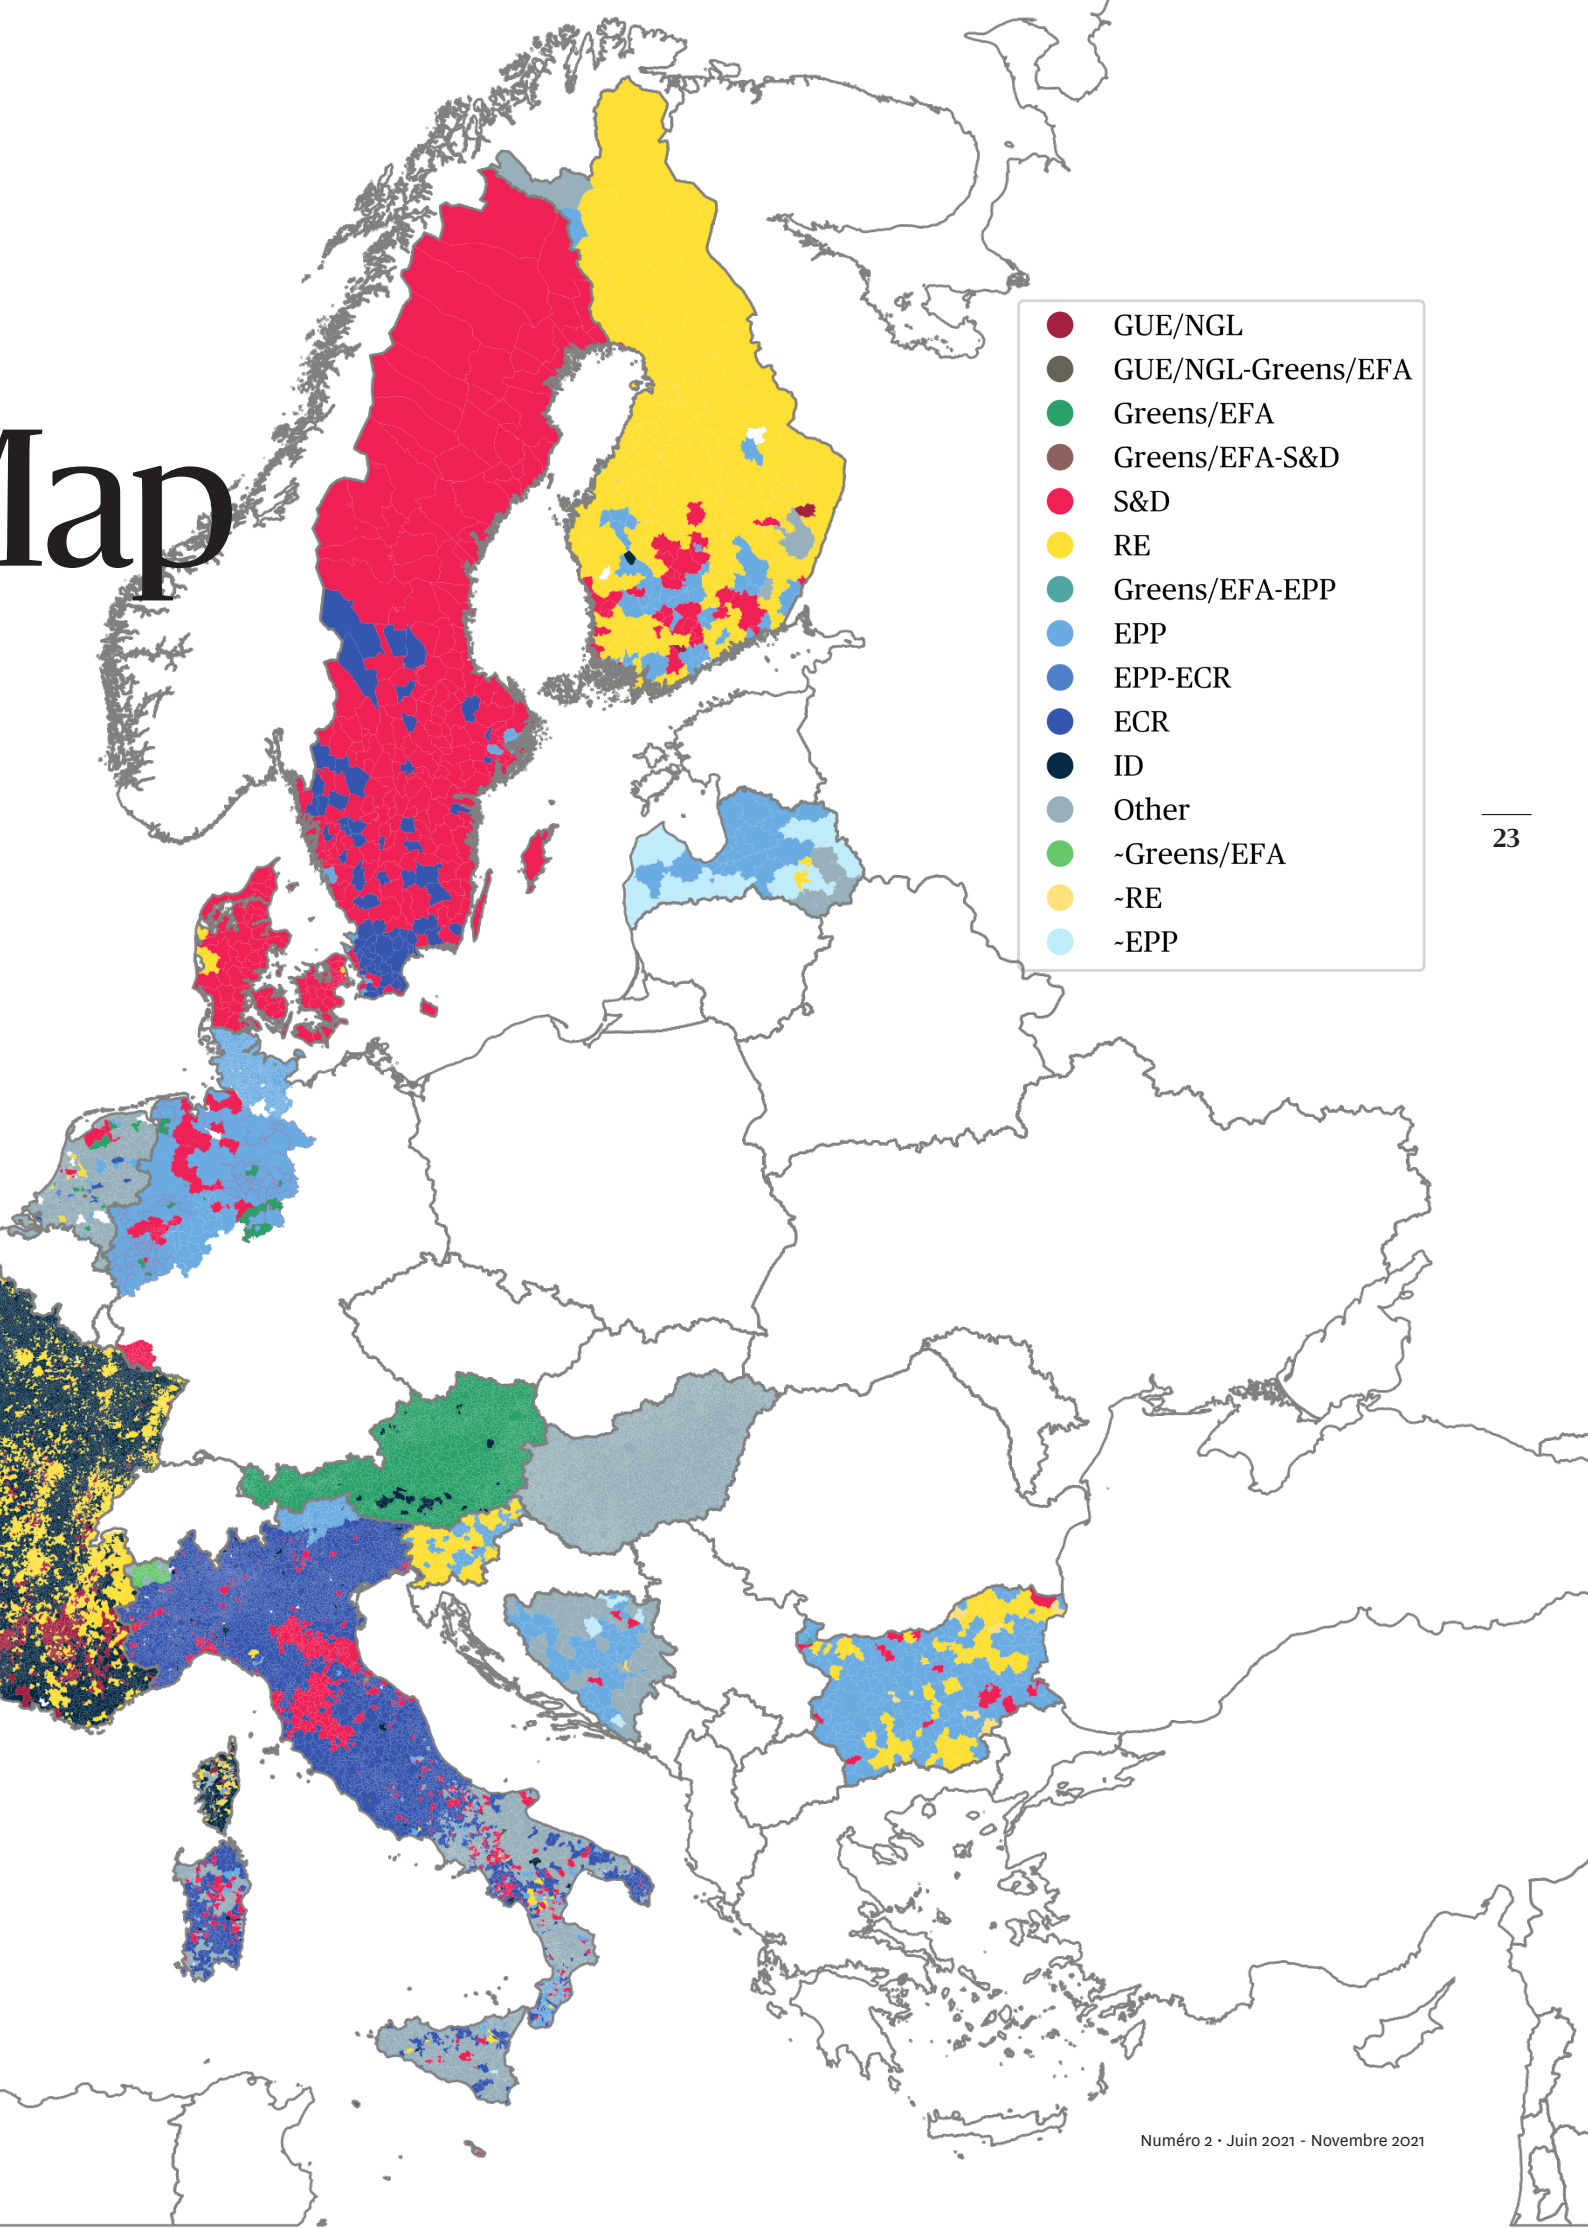 Map
GUE/NGL
GUE/NGL-Greens/EFA
Greens/EFA
Greens/EFA-S&D
S&D
RE
Greens/EFA-EPP
EPP
EPP-ECR
ECR
ID
Other
~Greens/EFA
~RE
~EPP
23
Numéro 2 • Juin 2021 - Novembre 2021